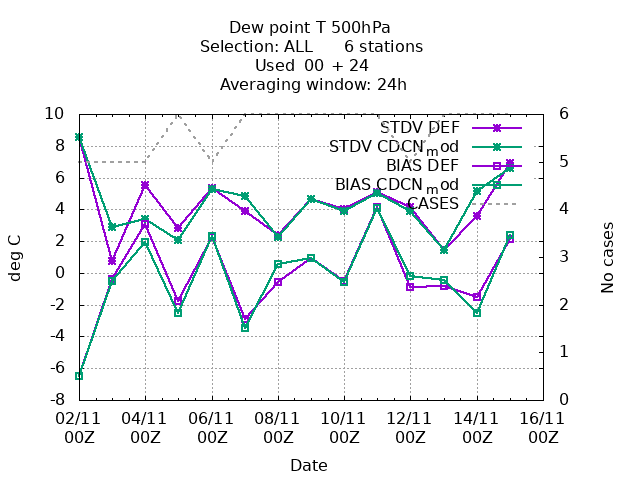 Dew point T 500hPa
Selection: ALL 6 stations
Used 00 + 24
Averaging window: 24h
10
8
6
4
2
0
-2
-4
-6
-8
deg C
6
5
4
3
2
1
0
No cases
STDV DEF
STDV CDCN_mod
BIAS DEF
BIAS CDCN_mod
CASES
02/11 04/11 06/11 08/11 10/11 12/11 14/11 16/11
00Z 00Z 00Z 00Z 00Z 00Z 00Z 00Z
Date